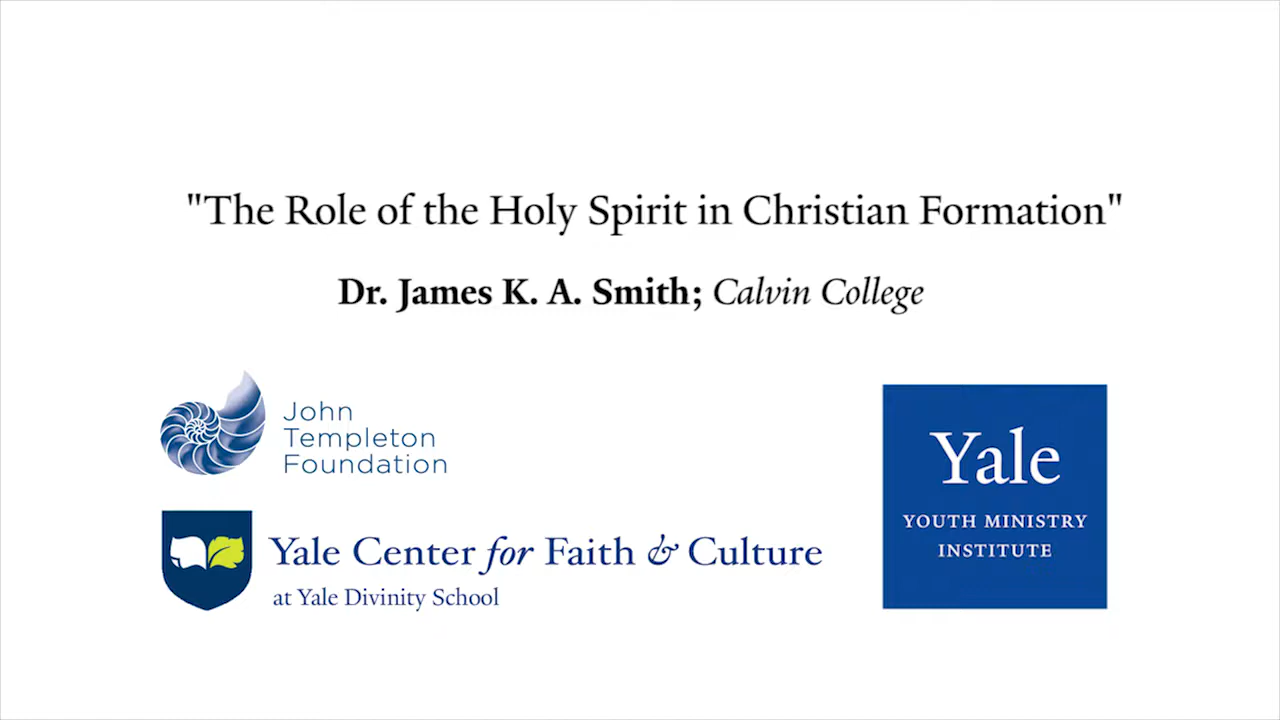 "The Role of the Holy Spirit in Christian Formation"
Dr. James K. A. Smith; Calvin College
John
Templeton
Foundation
Yale Center for Faith & Culture
at Yale Divinity School
Yale
YOUTH MINISTRY
INSTITUTE